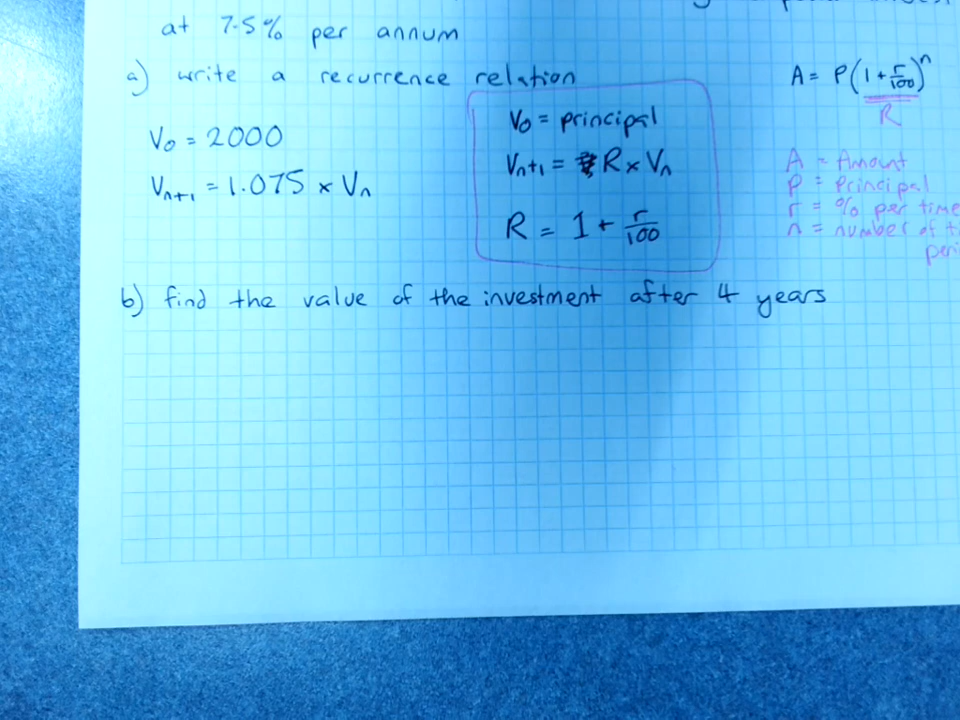 at 7.5% per annum
a) write a recurrence relation
A = P(1 + r/100)^n
R
V₀ = 2000
Vₙ₊₁ = 1.075 × Vₙ
V₀ = principal
Vₙ₊₁ = R × Vₙ
R = 1 + r/100
A = Amount
P = Principal
r = % per time
n = number of
b) find the value of the investment after 4 years